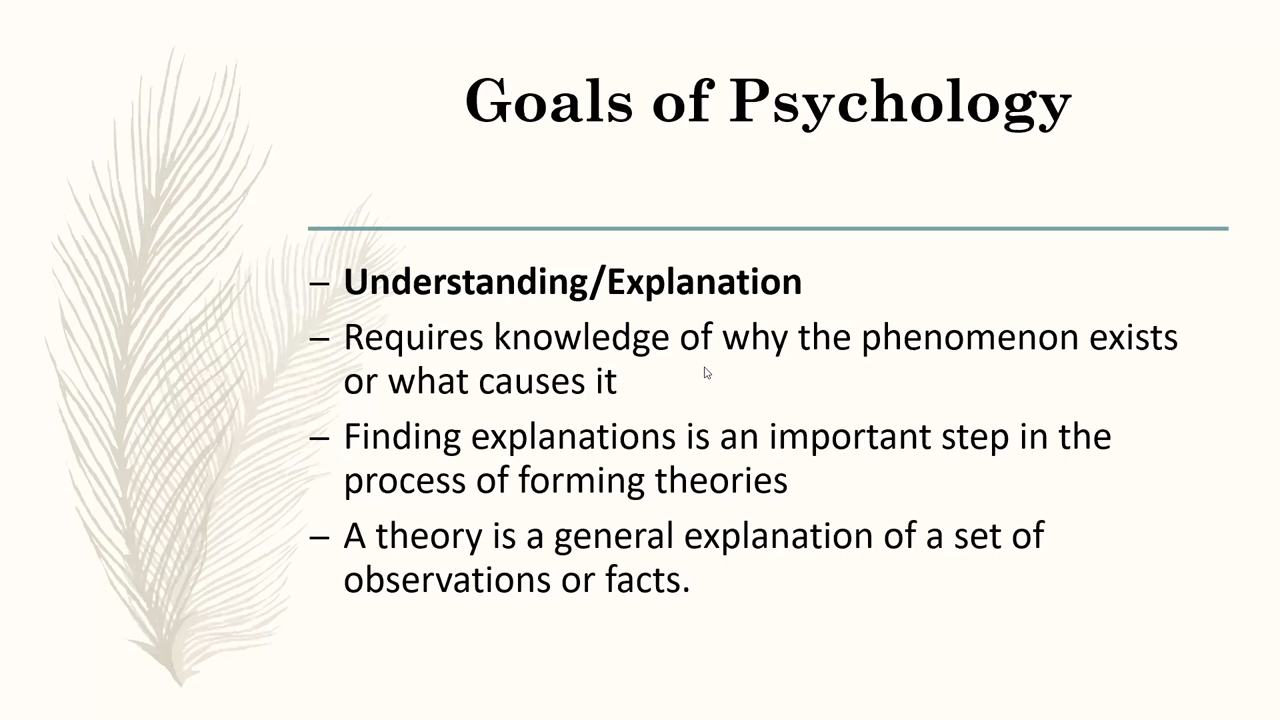 Goals of Psychology
– Understanding/Explanation
– Requires knowledge of why the phenomenon exists
or what causes it
– Finding explanations is an important step in the
process of forming theories
– A theory is a general explanation of a set of
observations or facts.